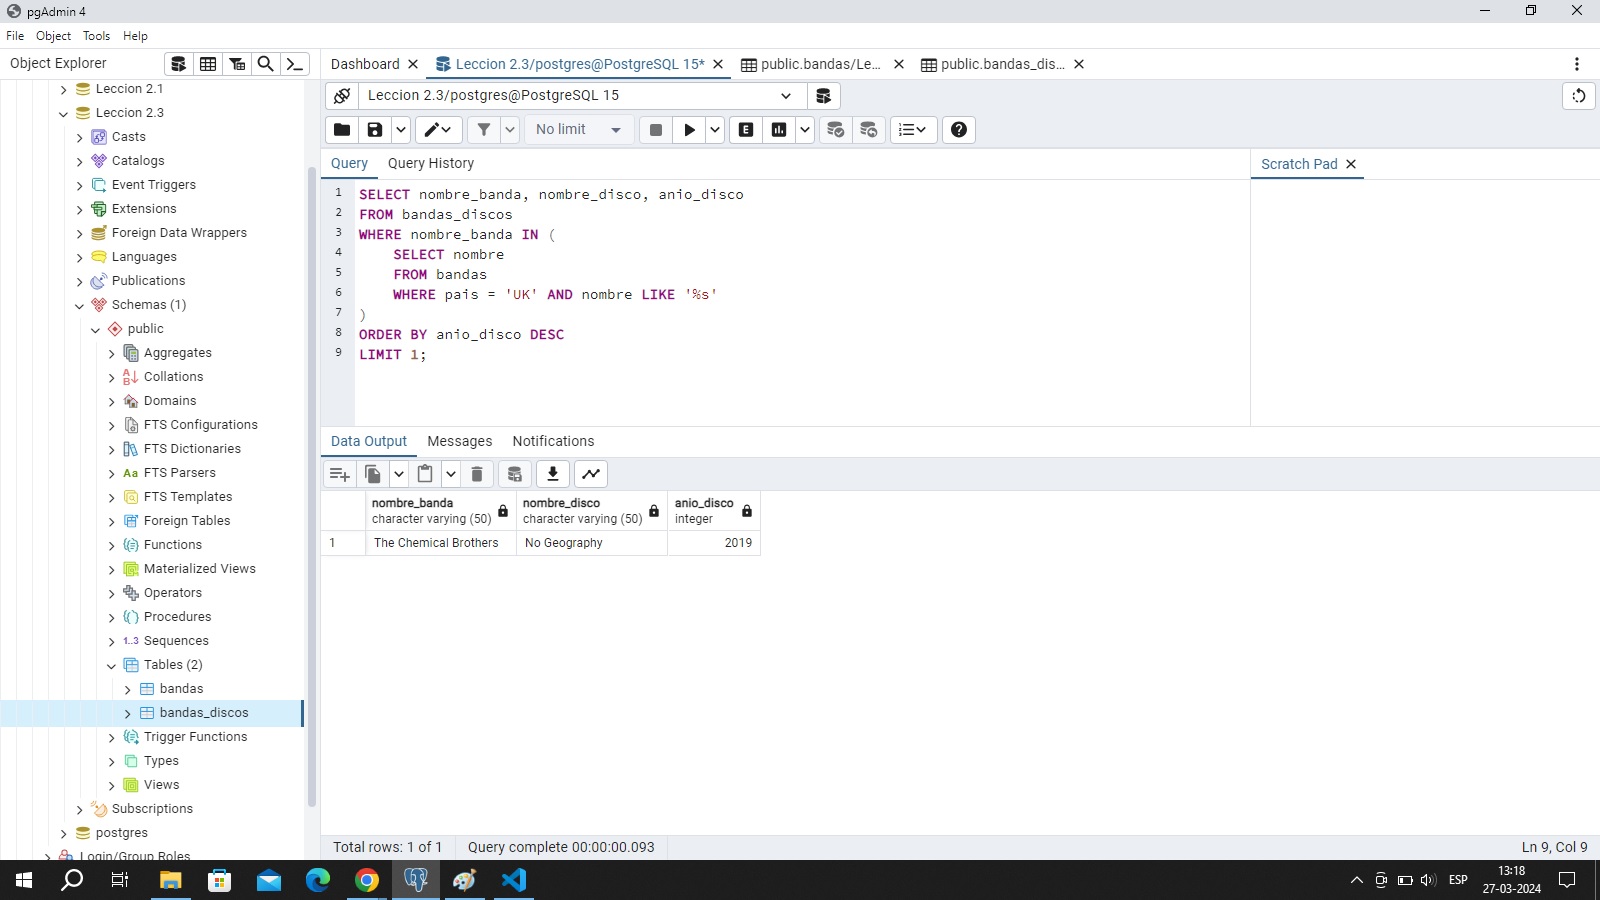 pgAdmin 4
File Object Tools Help
Object Explorer
Dashboard
Leccion 2.3/postgres@PostgreSQL 15*
public.bandas/Le...
public.bandas_dis...
Leccion 2.1
Leccion 2.3
Casts
Catalogs
Event Triggers
Extensions
Foreign Data Wrappers
Languages
Publications
Schemas (1)
public
Aggregates
Collations
Domains
FTS Configurations
FTS Dictionaries
Aa FTS Parsers
FTS Templates
Foreign Tables
Functions
Materialized Views
Operators
Procedures
1..3 Sequences
Tables (2)
bandas
bandas_discos
Trigger Functions
Types
Views
Subscriptions
postgres
Login/Group Roles
Leccion 2.3/postgres@PostgreSQL 15
No limit
E
Query Query History
Scratch Pad
1 SELECT nombre_banda, nombre_disco, anio_disco
2 FROM bandas_discos
3 WHERE nombre_banda IN (
4 SELECT nombre
5 FROM bandas
6 WHERE pais = 'UK' AND nombre LIKE '%s'
7 )
8 ORDER BY anio_disco DESC
9 LIMIT 1;
Data Output Messages Notifications
nombre_banda nombre_disco anio_disco
character varying (50) character varying (50) integer
1 The Chemical Brothers No Geography 2019
Total rows: 1 of 1 Query complete 00:00:00.093 Ln 9, Col 9
ESP
13:18
27-03-2024